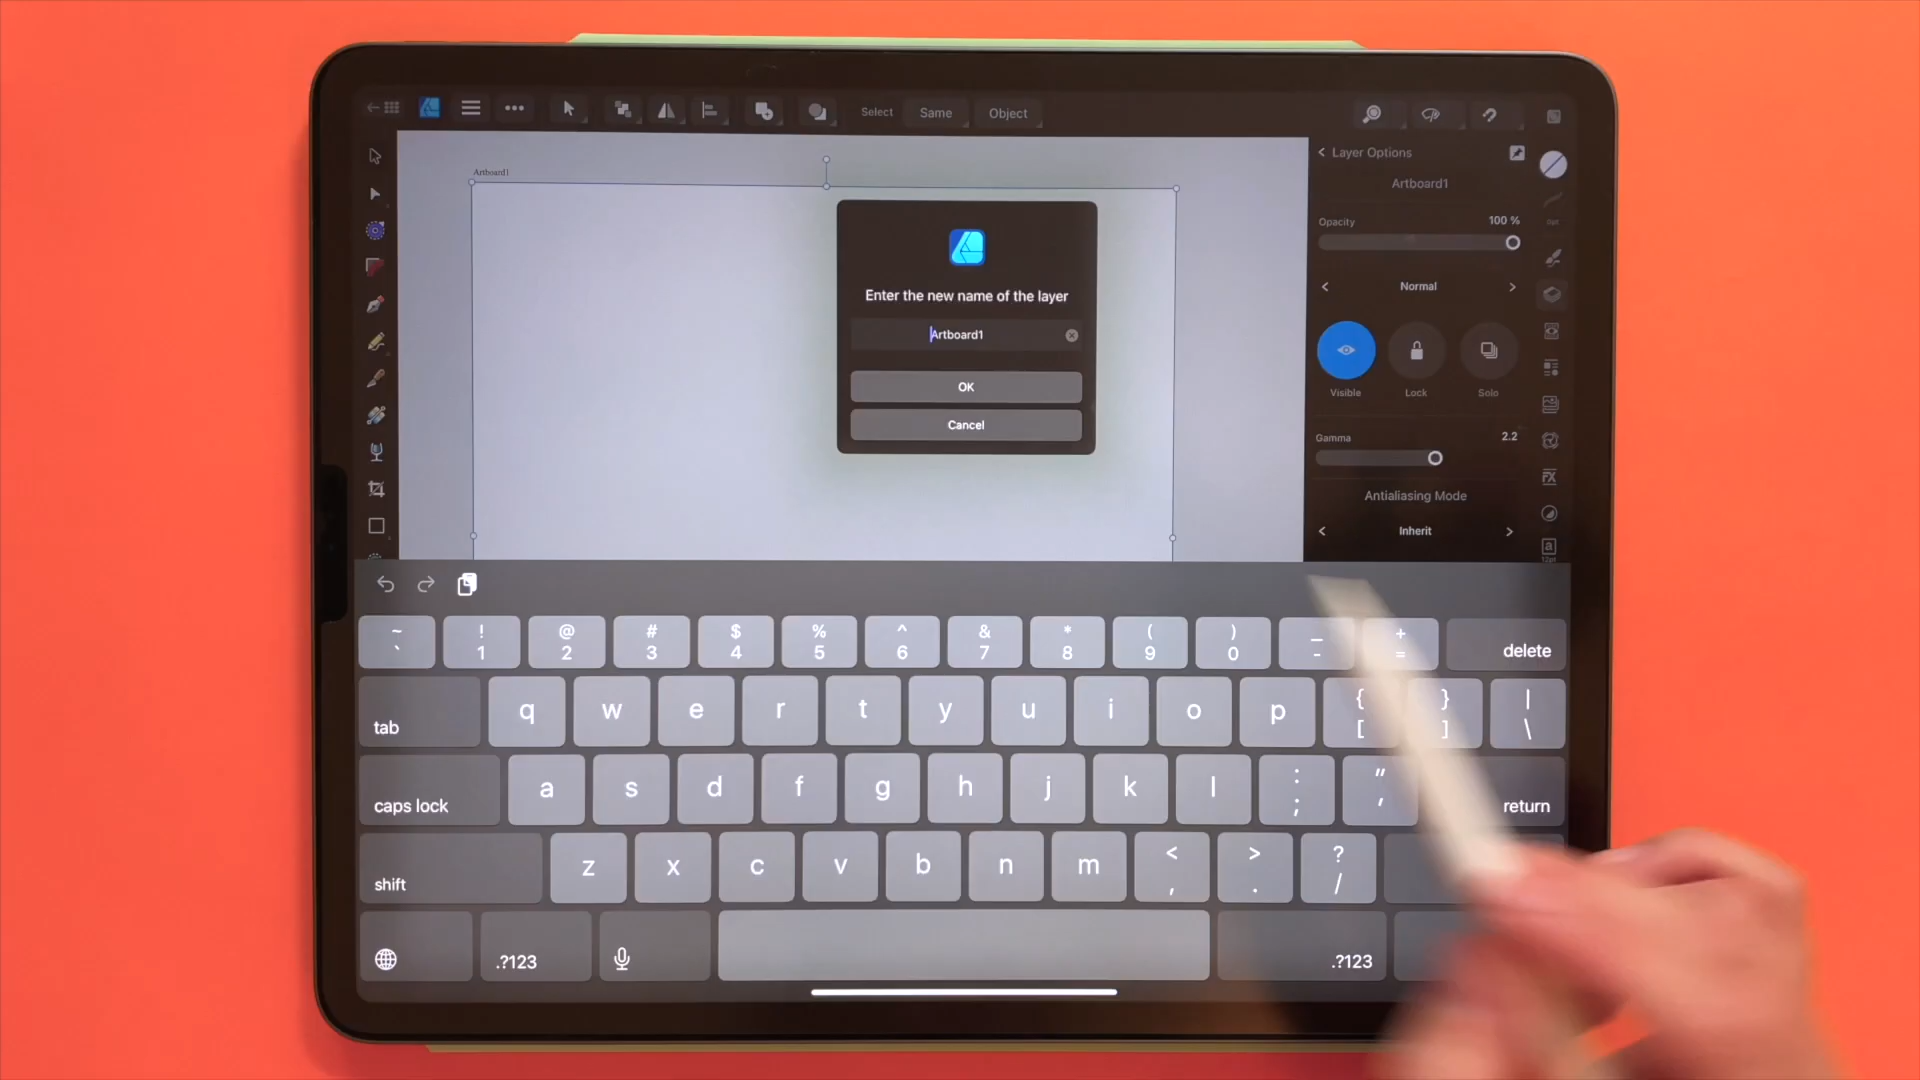 Select
Same
Object
Artboard1
Layer Options
Artboard1
Opacity
100 %
Normal
Visible
Lock
Solo
Gamma
2.2
Antialiasing Mode
Inherit
Enter the new name of the layer
Artboard1
OK
Cancel
~ ! @ # $ % ^ & * ( ) _ +
` 1 2 3 4 5 6 7 8 9 0 - = delete
tab q w e r t y u i o p { [ } ] | \
caps lock a s d f g h j k l : ; " ' return
shift z x c v b n m < , > . ? /
.?123 .?123